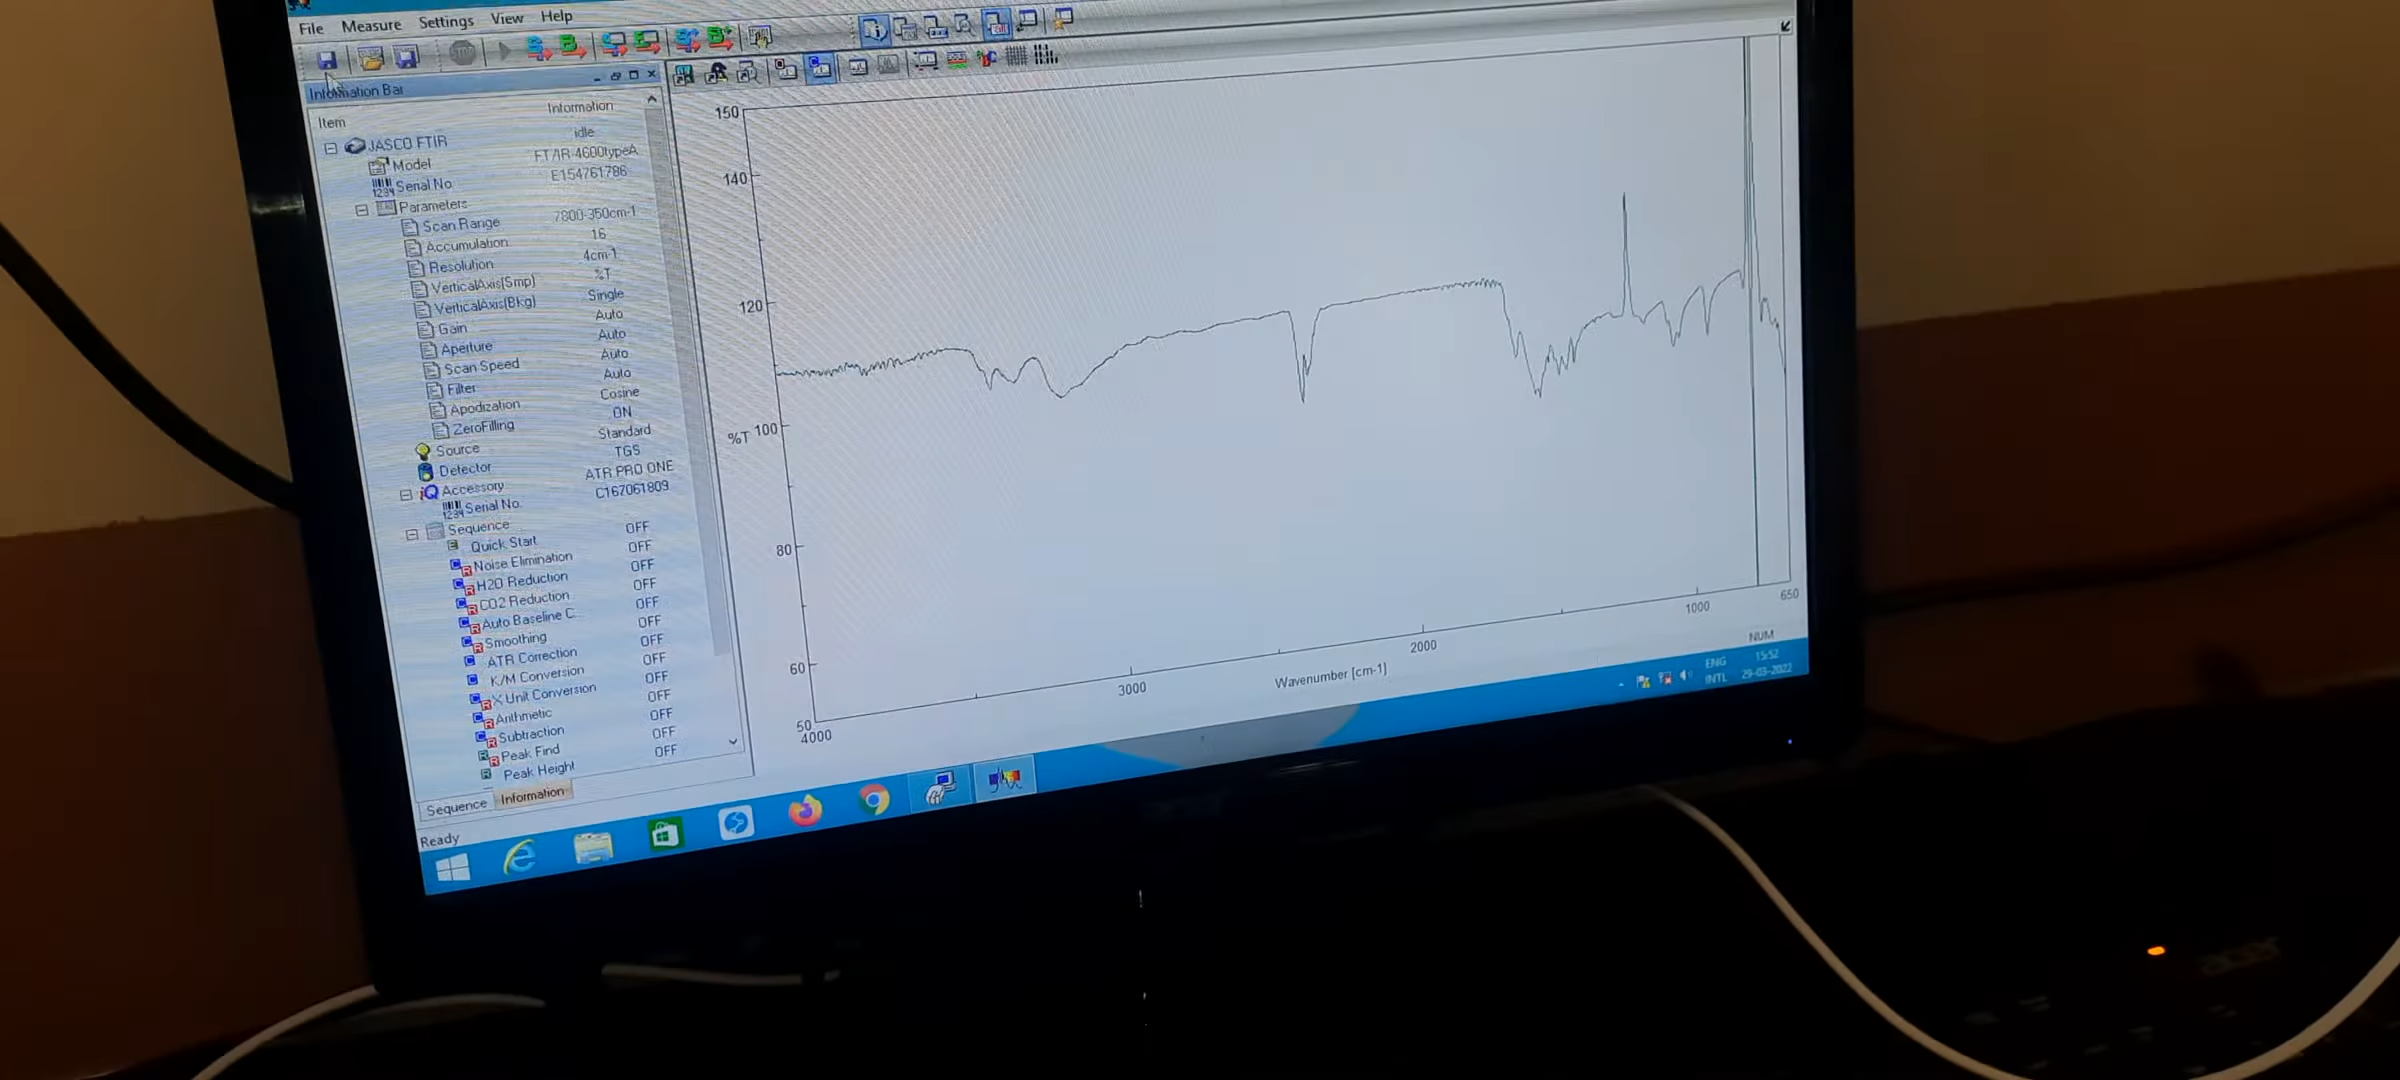 File Measure Settings View Help
Information Bar
Item Information
JASCO FTIR idle
Model FT/IR-4600typeA
Serial No E154761786
Parameters
Scan Range 7800-350cm-1
Accumulation 16
Resolution 4cm-1
VerticalAxis[Smp] %T
VerticalAxis[Bkg] Single
Gain Auto
Aperture Auto
Scan Speed Auto
Filter Auto
Apodization Cosine
ZeroFilling ON
Source Standard
Detector TGS
Accessory ATR PRO ONE
Serial No. C167061809
Sequence
Quick Start OFF
Noise Elimination OFF
H2O Reduction OFF
CO2 Reduction OFF
Auto Baseline C... OFF
Smoothing OFF
ATR Correction OFF
K/M Conversion OFF
X Unit Conversion OFF
Arithmetic OFF
Subtraction OFF
Peak Find OFF
Peak Height OFF
Sequence Information
Ready
150
140
120
%T 100
80
60
50
4000
3000
2000
1000
650
Wavenumber [cm-1]
NUM
ENG
INTL
15:52
29-03-2022
acer